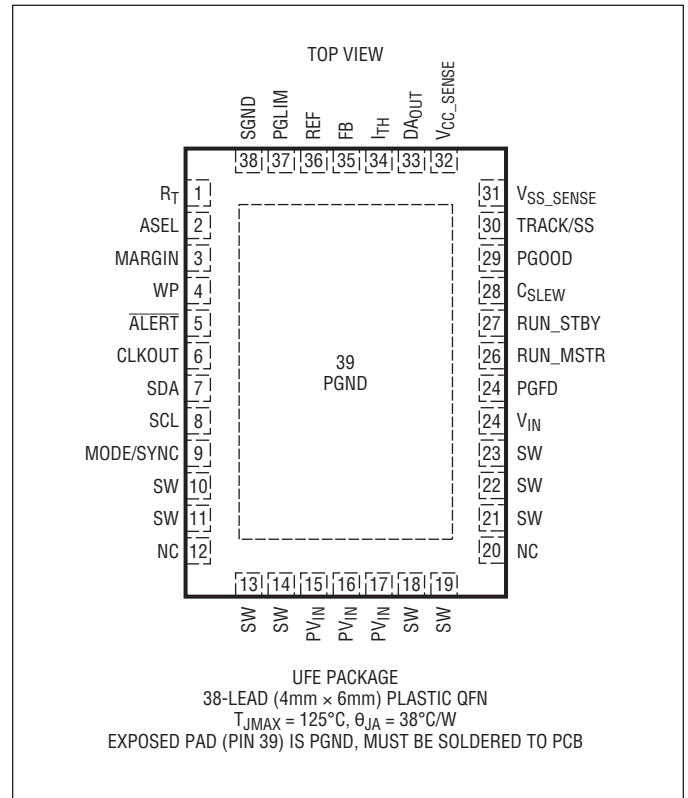 TOP VIEW
SGND
PGLIM
REF
FB
ITH
DAOUT
VCC_SENSE
38 37 36 35 34 33 32
RT 1
ASEL 2
MARGIN 3
WP 4
ALERT 5
CLKOUT 6
SDA 7
SCL 8
MODE/SYNC 9
SW 10
SW 11
NC 12
39
PGND
31 VSS_SENSE
30 TRACK/SS
29 PGOOD
28 CSLEW
27 RUN_STBY
26 RUN_MSTR
24 PGFD
24 VIN
23 SW
22 SW
21 SW
20 NC
13 14 15 16 17 18 19
SW
SW
PVIN
PVIN
PVIN
SW
SW
UFE PACKAGE
38-LEAD (4mm × 6mm) PLASTIC QFN
TJMAX = 125°C, θJA = 38°C/W
EXPOSED PAD (PIN 39) IS PGND, MUST BE SOLDERED TO PCB